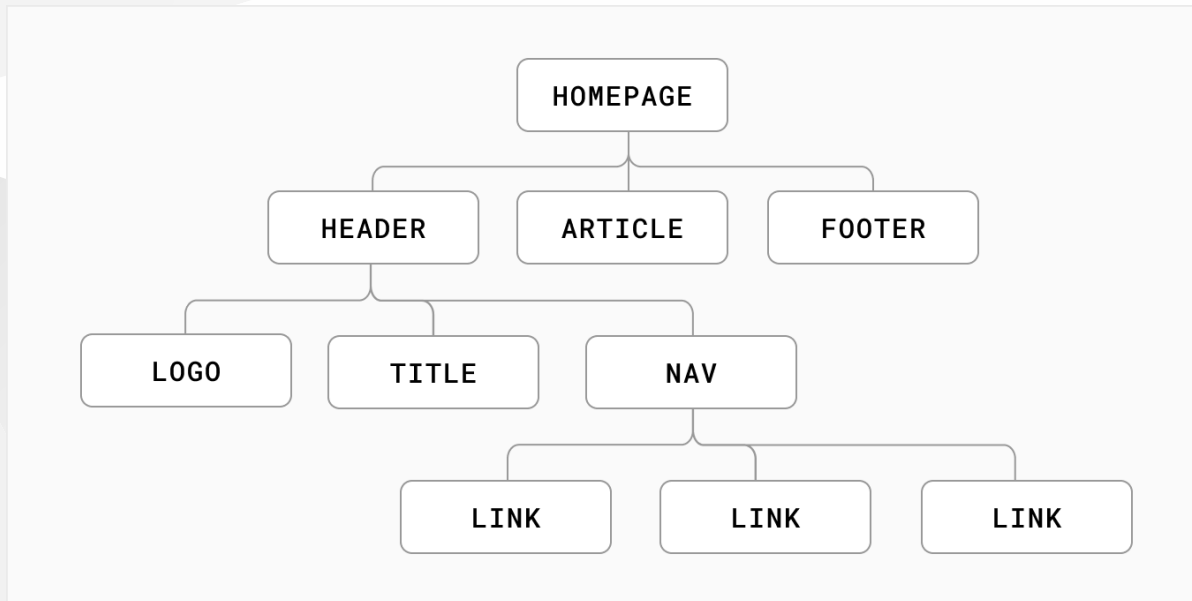 HOMEPAGE
HEADER
ARTICLE
FOOTER
LOGO
TITLE
NAV
LINK
LINK
LINK